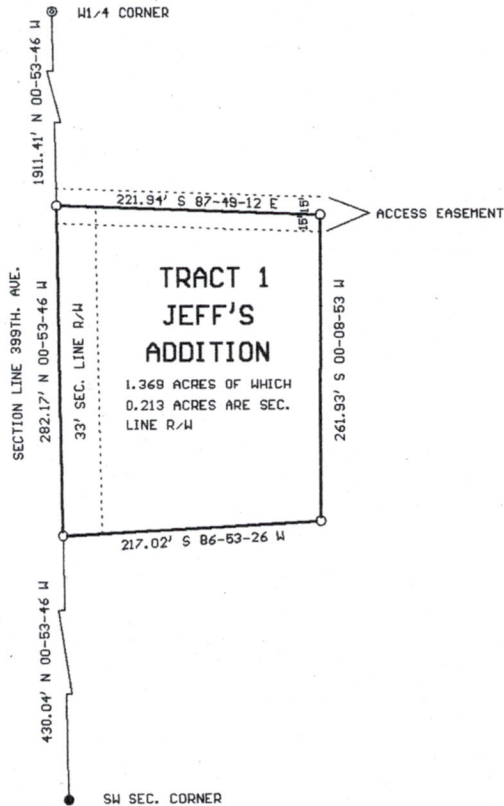 W1/4 CORNER
1911.41' N 00-53-46 W
221.94' S 87-49-12 E
15'
15'
ACCESS EASEMENT
SECTION LINE 399TH. AVE.
282.17' N 00-53-46 W
33' SEC. LINE R/W
TRACT 1
JEFF'S
ADDITION
1.369 ACRES OF WHICH
0.213 ACRES ARE SEC.
LINE R/W
261.93' S 00-08-53 W
217.02' S 86-53-26 W
430.04' N 00-53-46 W
SW SEC. CORNER